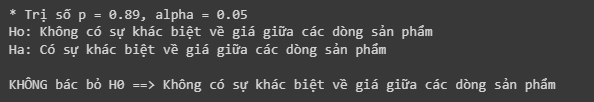 * Trị số p = 0.89, alpha = 0.05
Ho: Không có sự khác biệt về giá giữa các dòng sản phẩm
Ha: Có sự khác biệt về giá giữa các dòng sản phẩm
KHÔNG bác bỏ H0 ==> Không có sự khác biệt về giá giữa các dòng sản phẩm